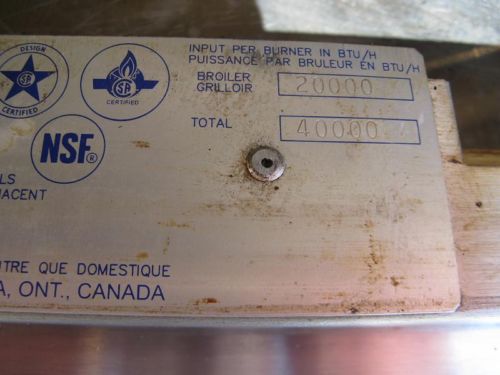 INPUT PER BURNER IN BTU/H
PUISSANCE PAR BRULEUR EN BTU/H
BROILER
GRILLOIR
20000
TOTAL
40000
DESIGN
CERTIFIED
CERTIFIED
NSF®
LS
JACENT
TRE QUE DOMESTIQUE
A, ONT., CANADA